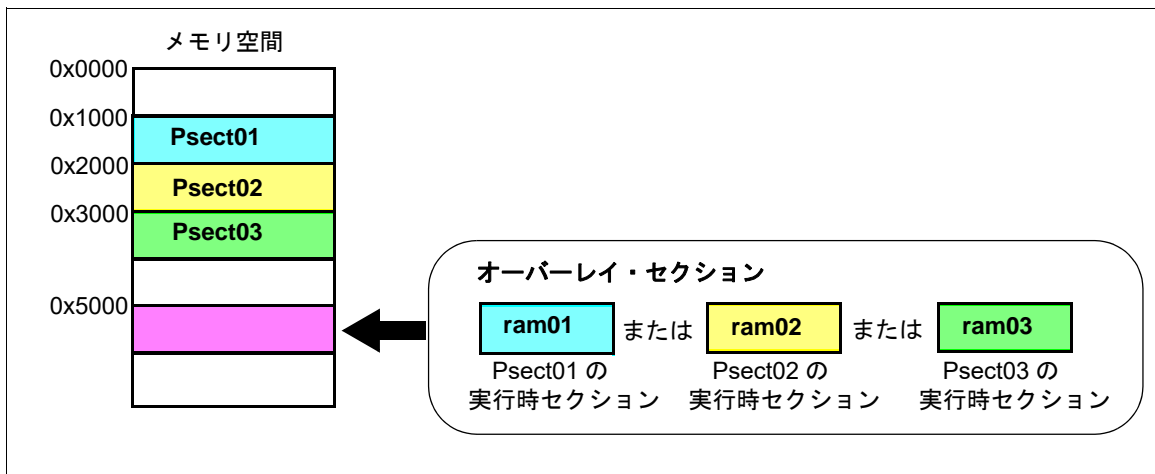 メモリ空間
0x0000
0x1000
Psect01
0x2000
Psect02
0x3000
Psect03
0x5000
オーバーレイ・セクション
ram01 または ram02 または ram03
Psect01 の Psect02 の Psect03 の
実行時セクション 実行時セクション 実行時セクション